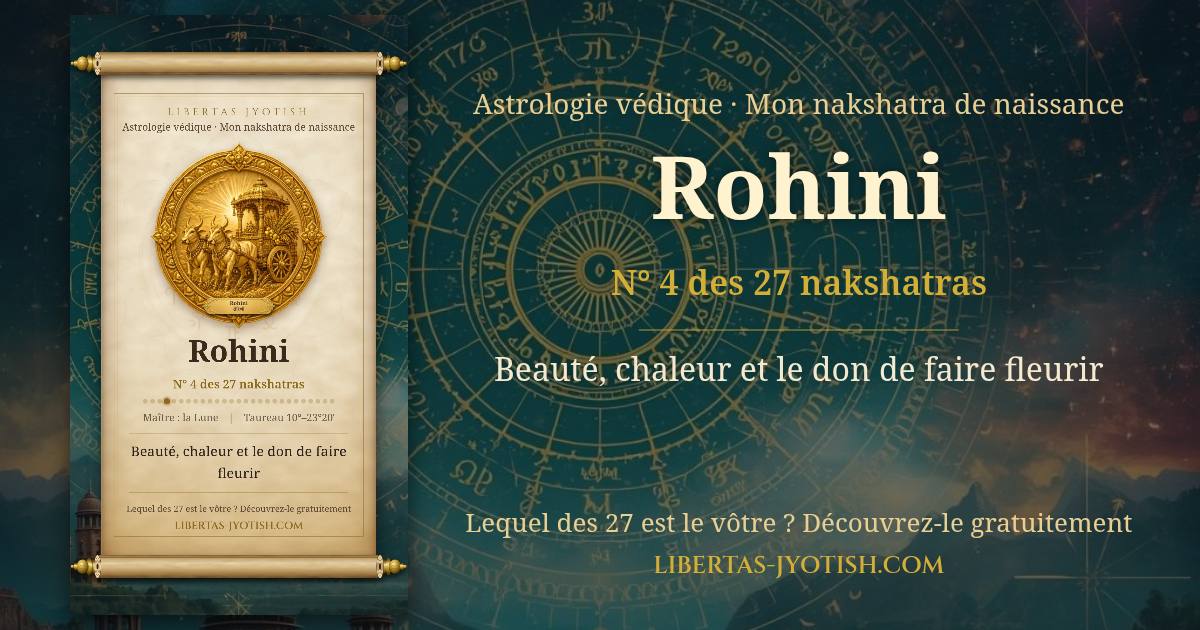 LIBERTAS JYOTISH
Astrologie védique · Mon nakshatra de naissance
Rohini
Rohini
N° 4 des 27 nakshatras
Maître : la Lune | Taureau 10°–23°20'
Beauté, chaleur et le don de faire
fleurir
Lequel des 27 est le vôtre ? Découvrez-le gratuitement
LIBERTAS-JYOTISH.COM
Astrologie védique · Mon nakshatra de naissance
Rohini
N° 4 des 27 nakshatras
Beauté, chaleur et le don de faire fleurir
Lequel des 27 est le vôtre ? Découvrez-le gratuitement
LIBERTAS-JYOTISH.COM